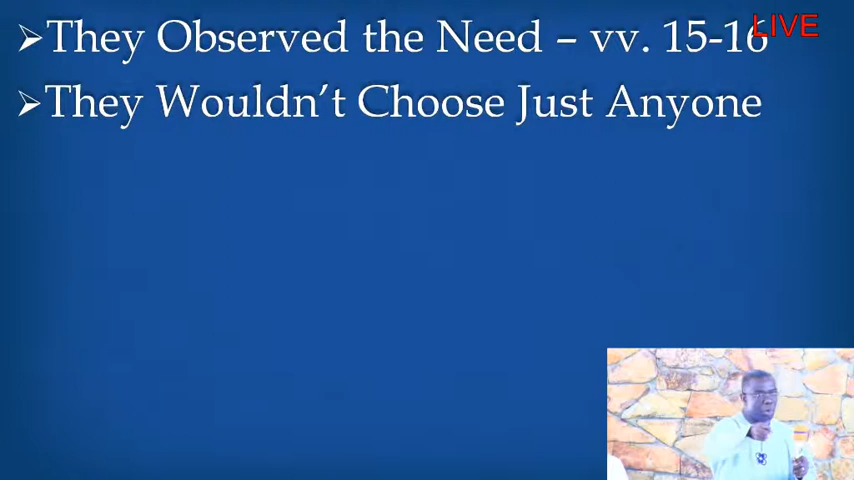 ➢They Observed the Need – vv. 15-16
LIVE
➢They Wouldn’t Choose Just Anyone